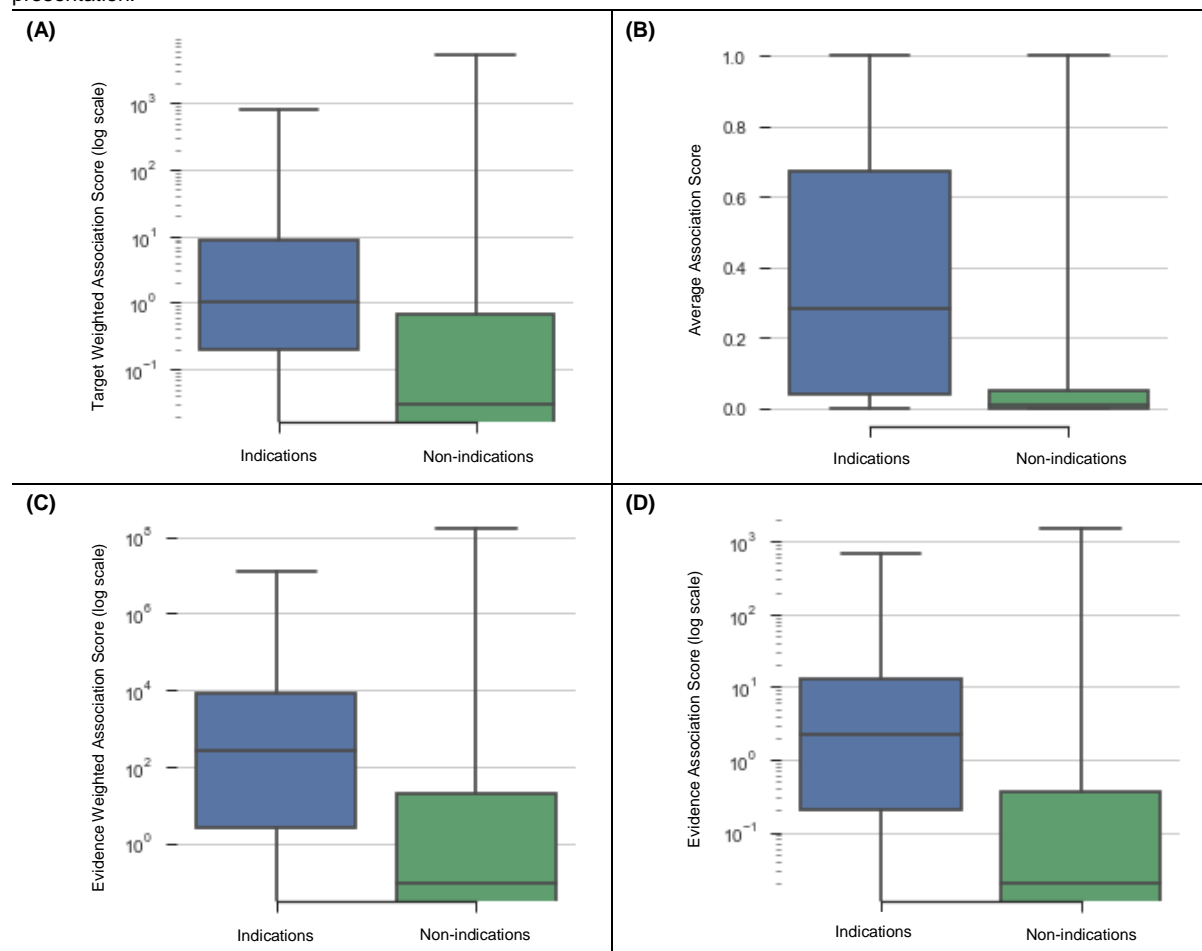 presentation.
(A)
Target Weighted Association Score (log scale)
10^3
10^2
10^1
10^0
10^-1
Indications Non-indications
(B)
Average Association Score
1.0
0.8
0.6
0.4
0.2
0.0
Indications Non-indications
(C)
Evidence Weighted Association Score (log scale)
10^8
10^6
10^4
10^2
10^0
Indications Non-indications
(D)
Evidence Association Score (log scale)
10^3
10^2
10^1
10^0
10^-1
Indications Non-indications